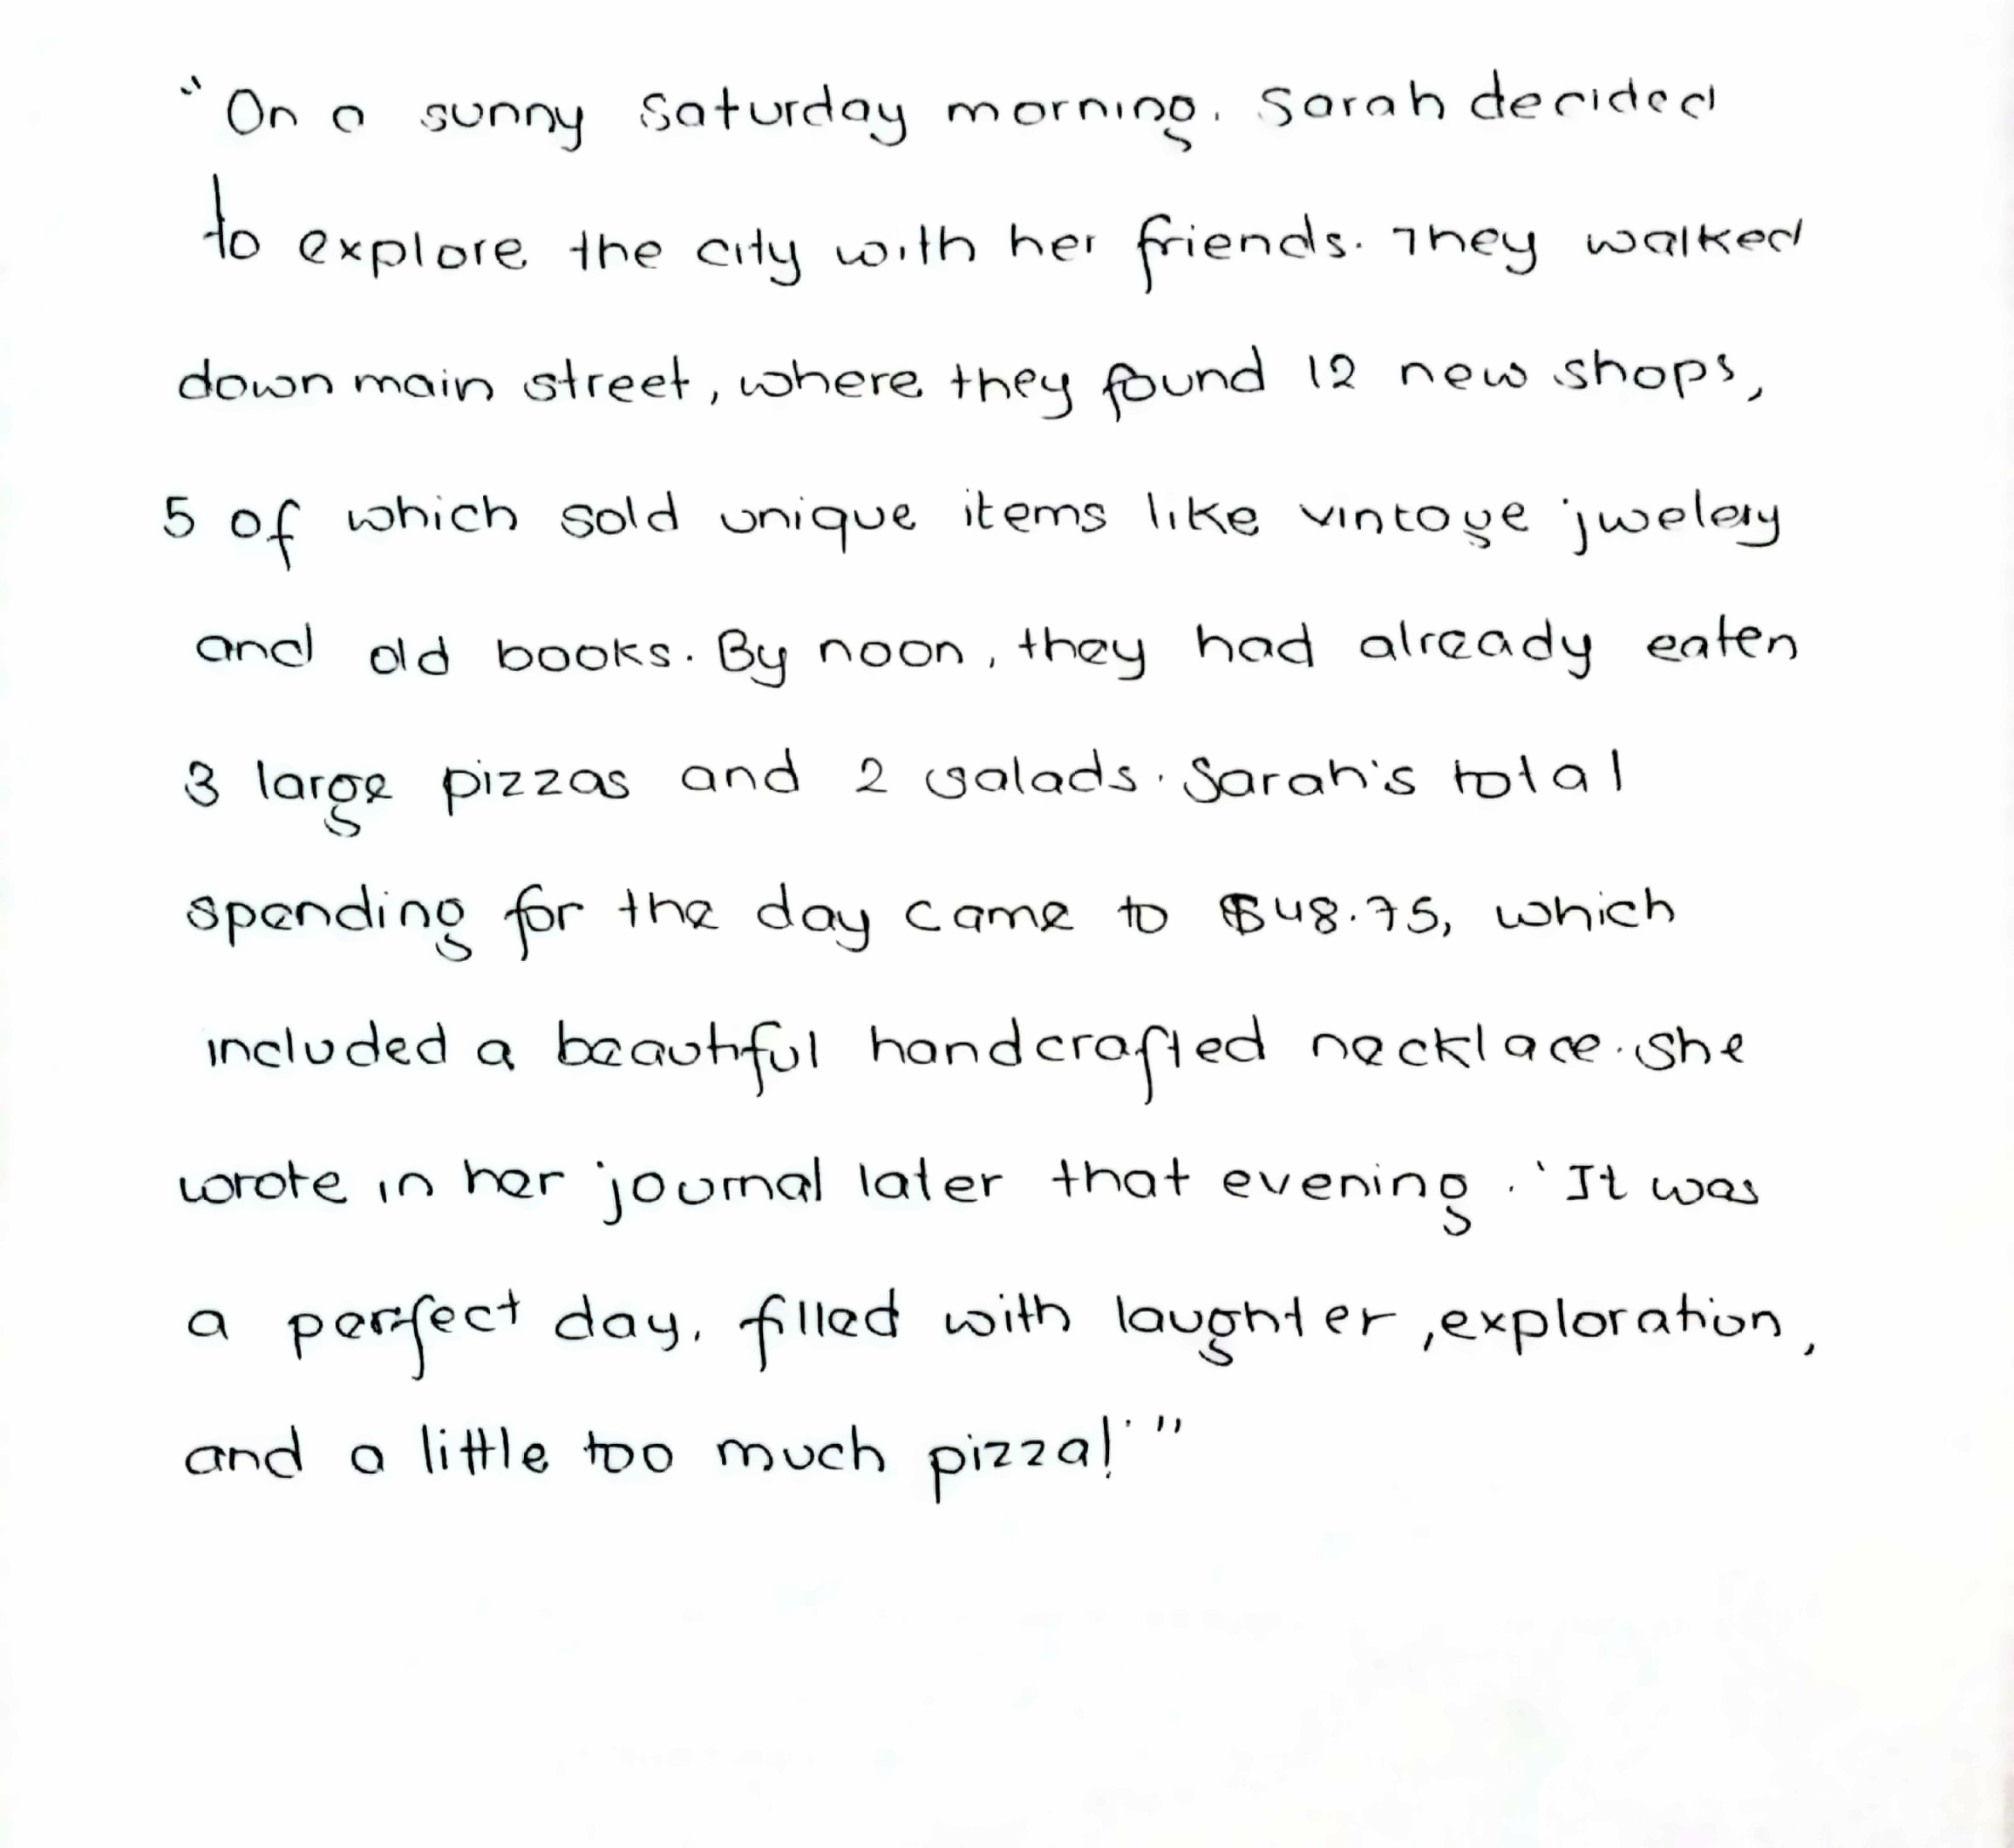 "On a sunny Saturday morning, Sarah decided
to explore the city with her friends. They walked
down main street, where they found 12 new shops,
5 of which sold unique items like vintage jwelery
and old books. By noon, they had already eaten
3 large pizzas and 2 salads. Sarah's total
spending for the day came to $48.75, which
included a beautiful handcrafted necklace. She
wrote in her journal later that evening. 'It was
a perfect day, filled with laughter, exploration,
and a little too much pizza!'"